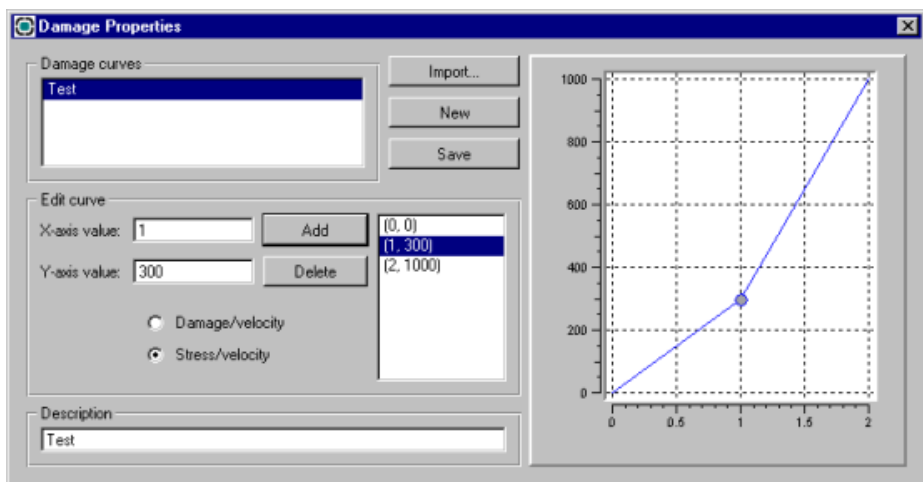 Damage Properties
Damage curves
Test
Import...
New
Save
Edit curve
X-axis value: 1
Add
Y-axis value: 300
Delete
(0, 0)
(1, 300)
(2, 1000)
Damage/velocity
Stress/velocity
Description
Test
1000
800
600
400
200
0
0 0.5 1 1.5 2